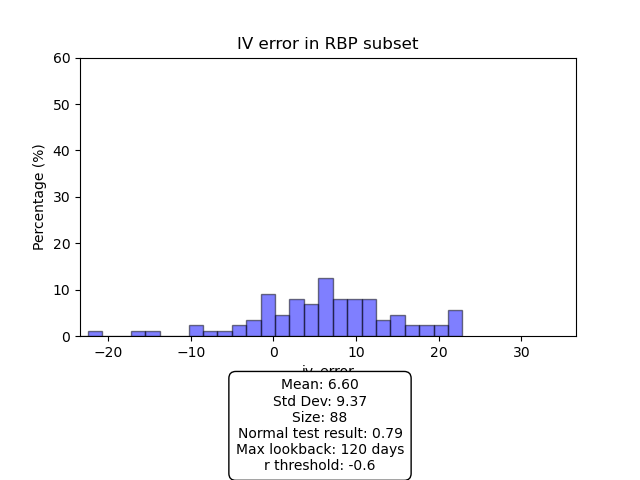 IV error in RBP subset
60
50
40
30
20
10
0
Percentage (%)
−20
−10
0
10
20
30
iv_error
Mean: 6.60
Std Dev: 9.37
Size: 88
Normal test result: 0.79
Max lookback: 120 days
r threshold: -0.6